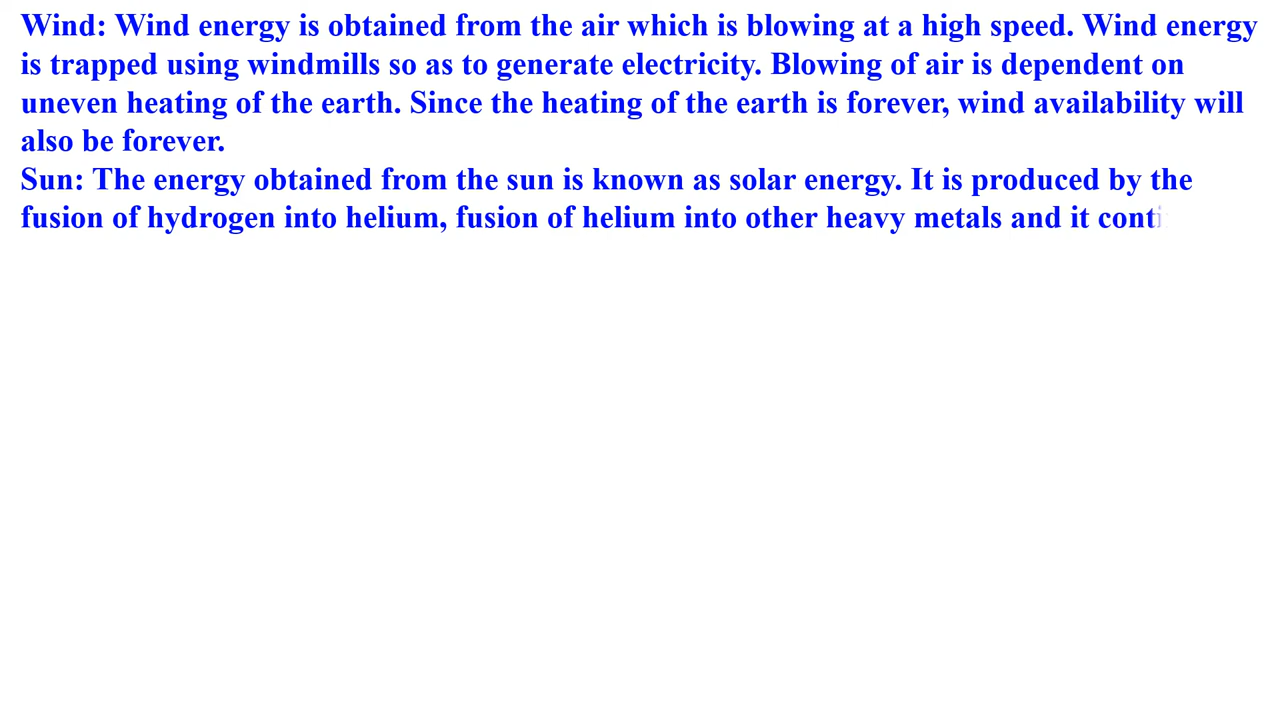 Wind: Wind energy is obtained from the air which is blowing at a high speed. Wind energy
is trapped using windmills so as to generate electricity. Blowing of air is dependent on
uneven heating of the earth. Since the heating of the earth is forever, wind availability will
also be forever.
Sun: The energy obtained from the sun is known as solar energy. It is produced by the
fusion of hydrogen into helium, fusion of helium into other heavy metals and it conti